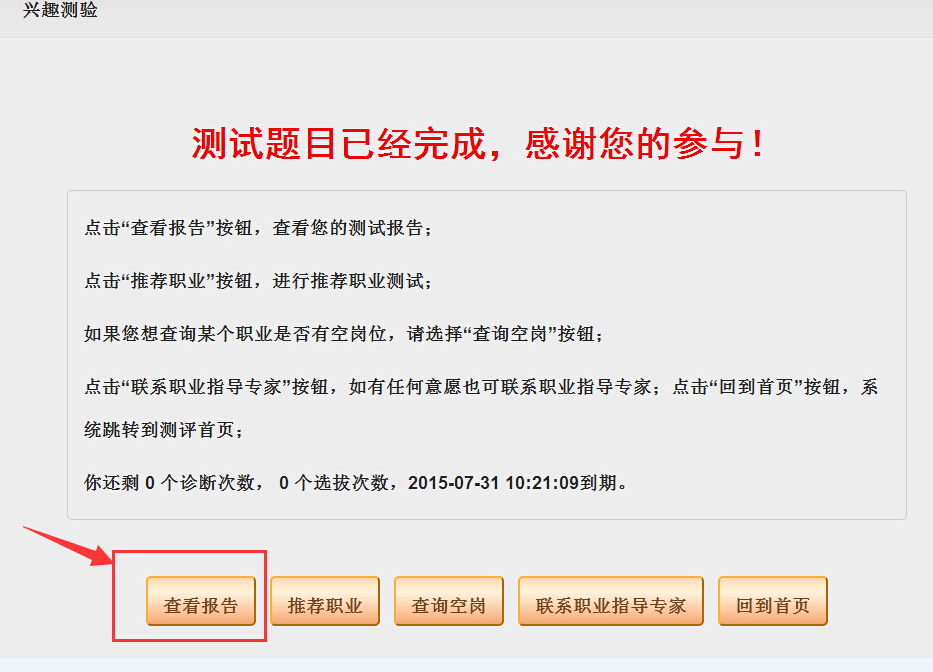 兴趣测验
测试题目已经完成，感谢您的参与！
点击“查看报告”按钮，查看您的测试报告；
点击“推荐职业”按钮，进行推荐职业测试；
如果您想查询某个职业是否有空岗位，请选择“查询空岗”按钮；
点击“联系职业指导专家”按钮，如有任何意愿也可联系职业指导专家；点击“回到首页”按钮，系
统跳转到测评首页；
你还剩 0 个诊断次数， 0 个选拔次数，2015-07-31 10:21:09到期。
查看报告 推荐职业 查询空岗 联系职业指导专家 回到首页